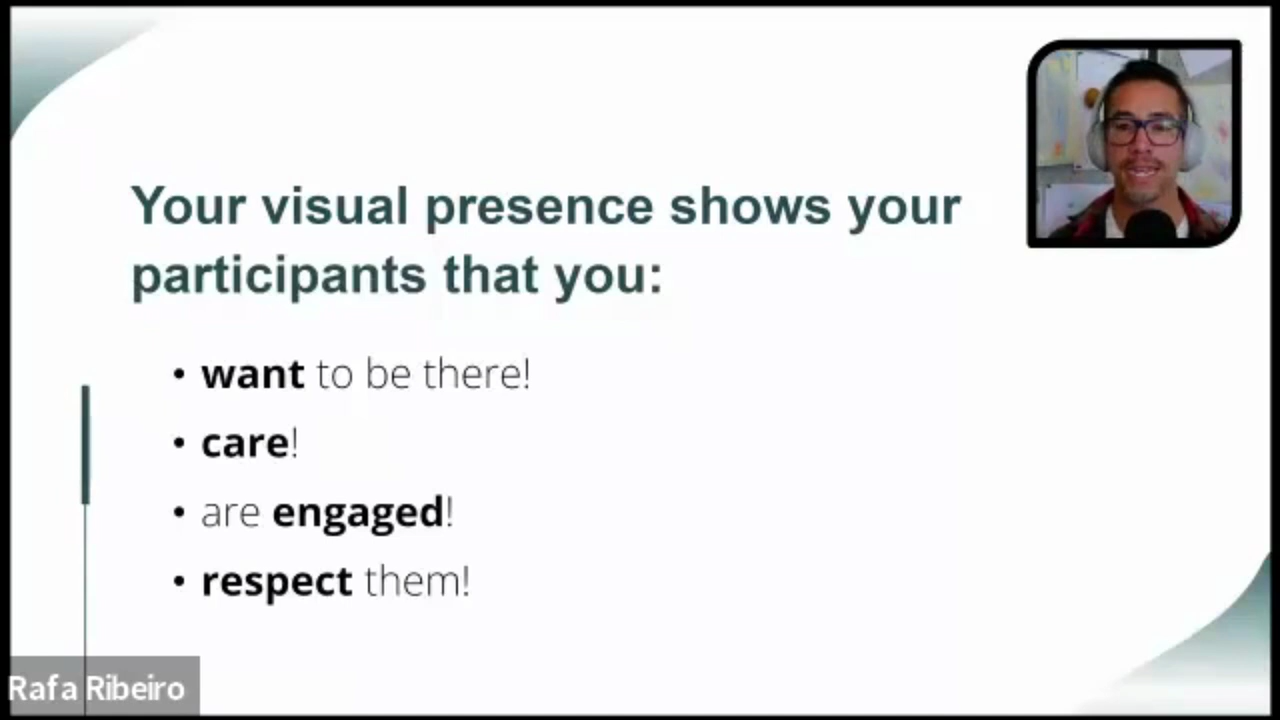 Your visual presence shows your
participants that you:
• want to be there!
• care!
• are engaged!
• respect them!
Rafa Ribeiro